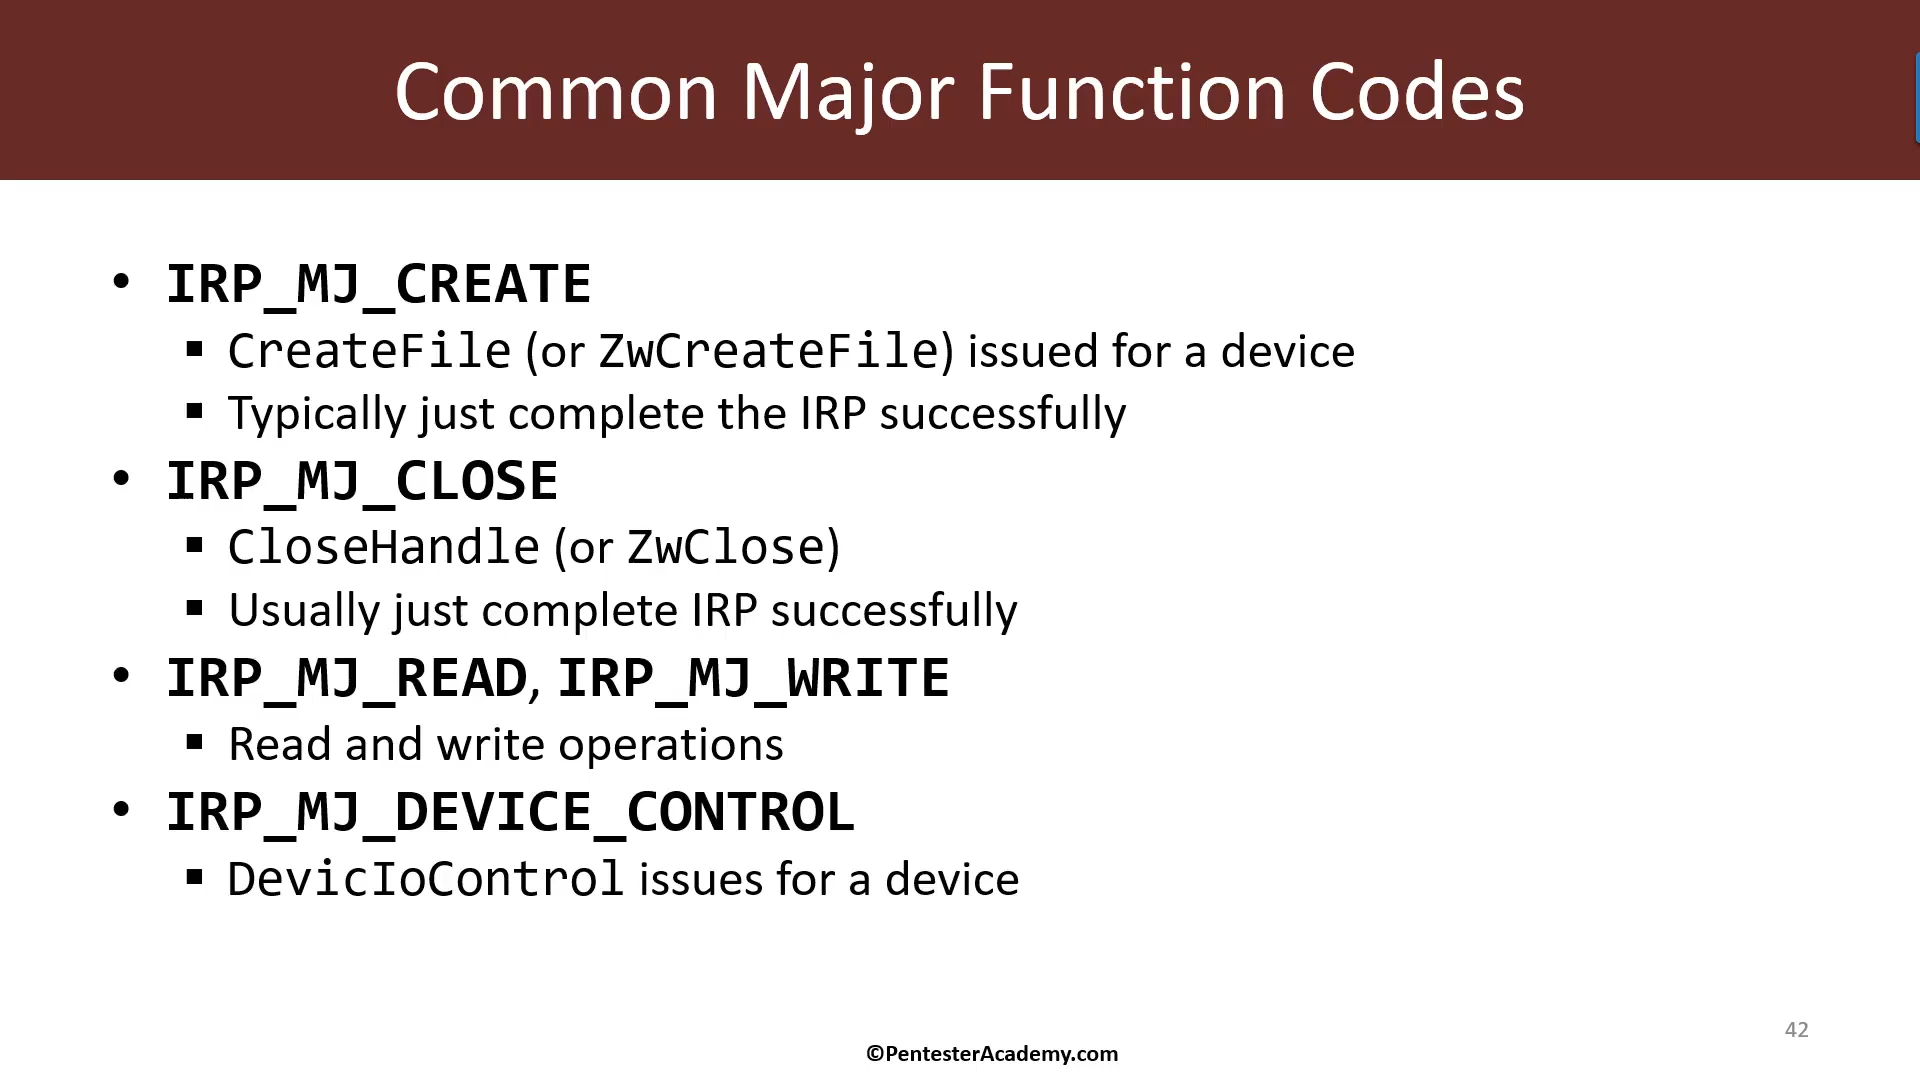 Common Major Function Codes
• IRP_MJ_CREATE
▪ CreateFile (or ZwCreateFile) issued for a device
▪ Typically just complete the IRP successfully
• IRP_MJ_CLOSE
▪ CloseHandle (or ZwClose)
▪ Usually just complete IRP successfully
• IRP_MJ_READ, IRP_MJ_WRITE
▪ Read and write operations
• IRP_MJ_DEVICE_CONTROL
▪ DevicIoControl issues for a device
42
©PentesterAcademy.com